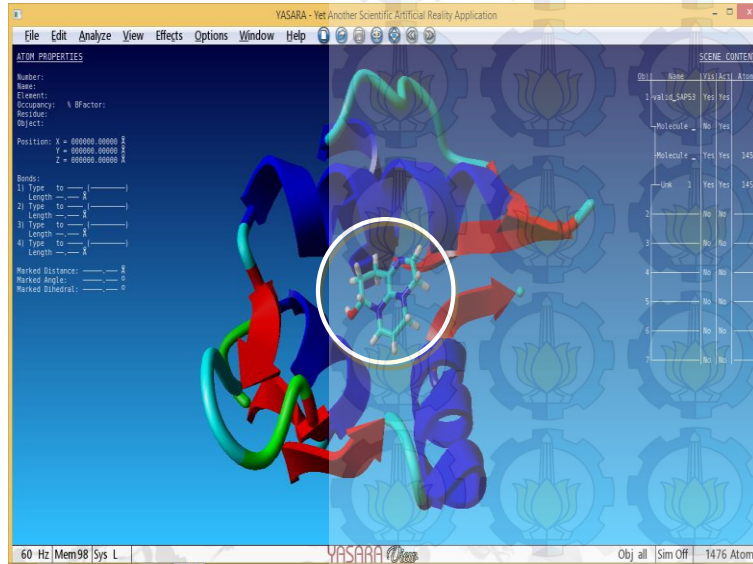 YASARA - Yet Another Scientific Artificial Reality Application
File Edit Analyze View Effects Options Window Help
ATOM PROPERTIES
Number:
Name:
Element:
Occupancy: % BFactor:
Residue:
Object:
Position: X = 000000.00000 Å
Y = 000000.00000 Å
Z = 000000.00000 Å
Bonds:
1) Type to ——— (————)
Length —.——— Å
2) Type to ——— (————)
Length —.——— Å
3) Type to ——— (————)
Length —.——— Å
4) Type to ——— (————)
Length —.——— Å
Marked Distance: ———.——— Å
Marked Angle: ———.——— °
Marked Dihedral: ———.——— °
SCENE CONTENT
Obj Name Vis Act Atom
1 valid_SAP53 Yes Yes
Molecule _ No Yes
Molecule _ Yes Yes 145
Unk 1 Yes Yes 145
2 No No
3 No No
4 No No
5 No No
6 No No
7 No No
60 Hz Mem98 Sys L YASARA View Obj all Sim Off 1476 Atom